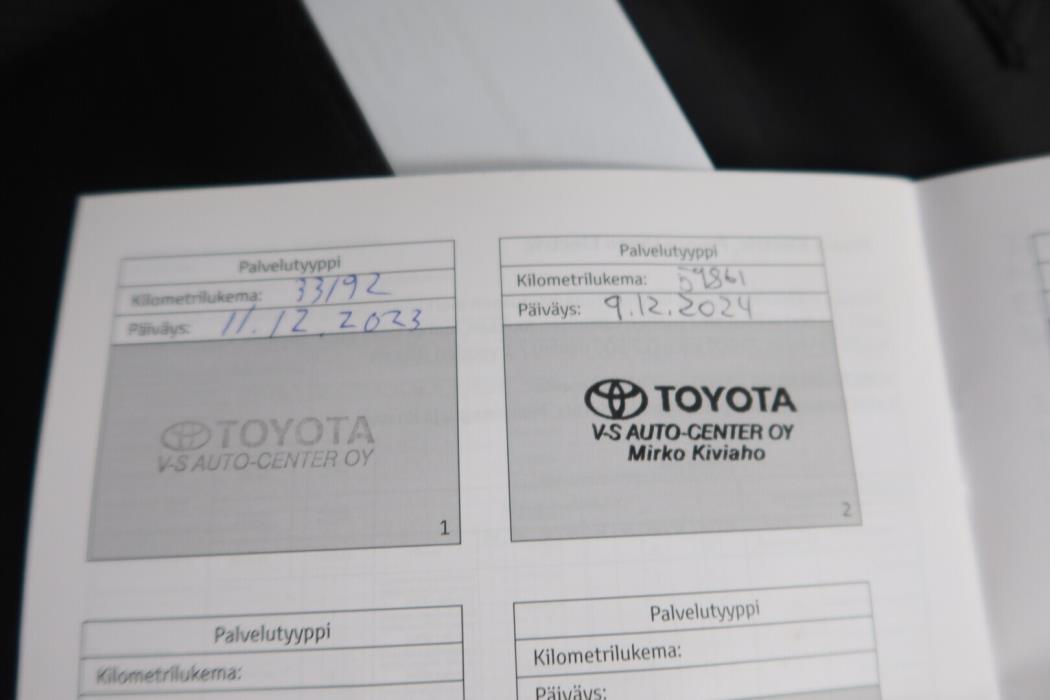 Palvelutyyppi
Kilometrilukema: 33192
Päiväys: 11.12.2023
TOYOTA
V-S AUTO-CENTER OY
1
Palvelutyyppi
Kilometrilukema: 59861
Päiväys: 9.12.2024
TOYOTA
V-S AUTO-CENTER OY
Mirko Kiviaho
2
Palvelutyyppi
Kilometrilukema:
Palvelutyyppi
Kilometrilukema:
Päiväys: